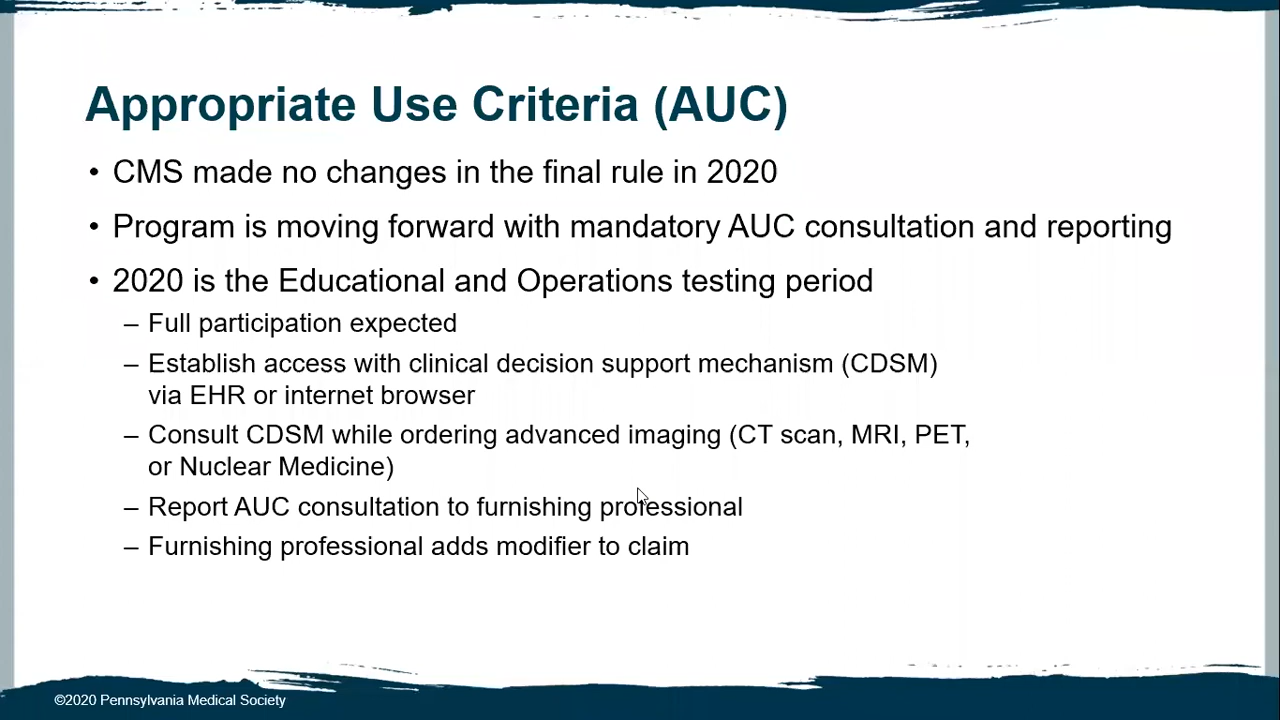 Appropriate Use Criteria (AUC)
• CMS made no changes in the final rule in 2020
• Program is moving forward with mandatory AUC consultation and reporting
• 2020 is the Educational and Operations testing period
– Full participation expected
– Establish access with clinical decision support mechanism (CDSM)
via EHR or internet browser
– Consult CDSM while ordering advanced imaging (CT scan, MRI, PET,
or Nuclear Medicine)
– Report AUC consultation to furnishing professional
– Furnishing professional adds modifier to claim
©2020 Pennsylvania Medical Society